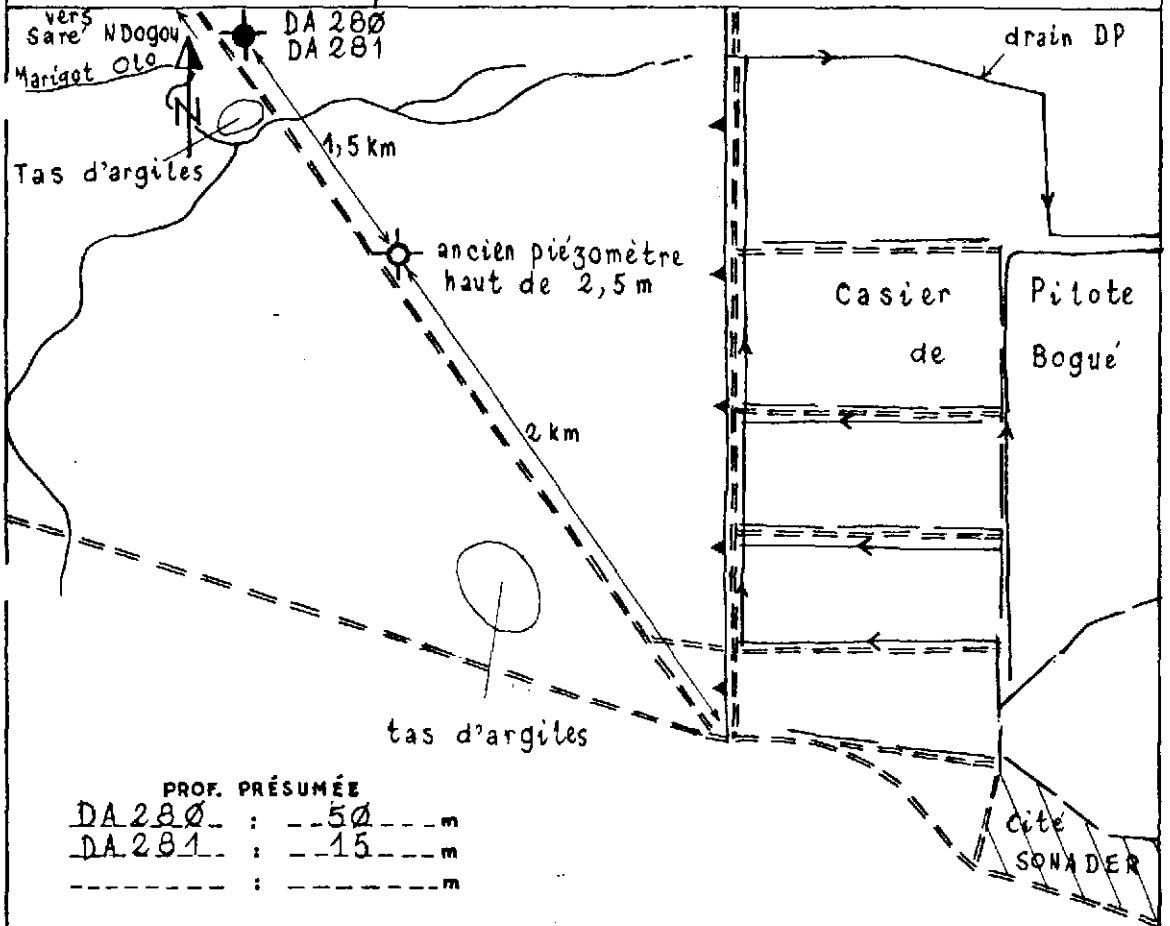 vers
Saré NDogou
Marigot Olo
N
DA 28Ø
DA 281
drain DP
Tas d'argiles
1,5 km
ancien piézomètre
haut de 2,5 m
Casier Pilote
de Bogué
2 km
tas d'argiles
PROF. PRÉSUMÉE
DA 28Ø : 5Ø m
DA 281 : 15 m
: m
Cité
SONADER